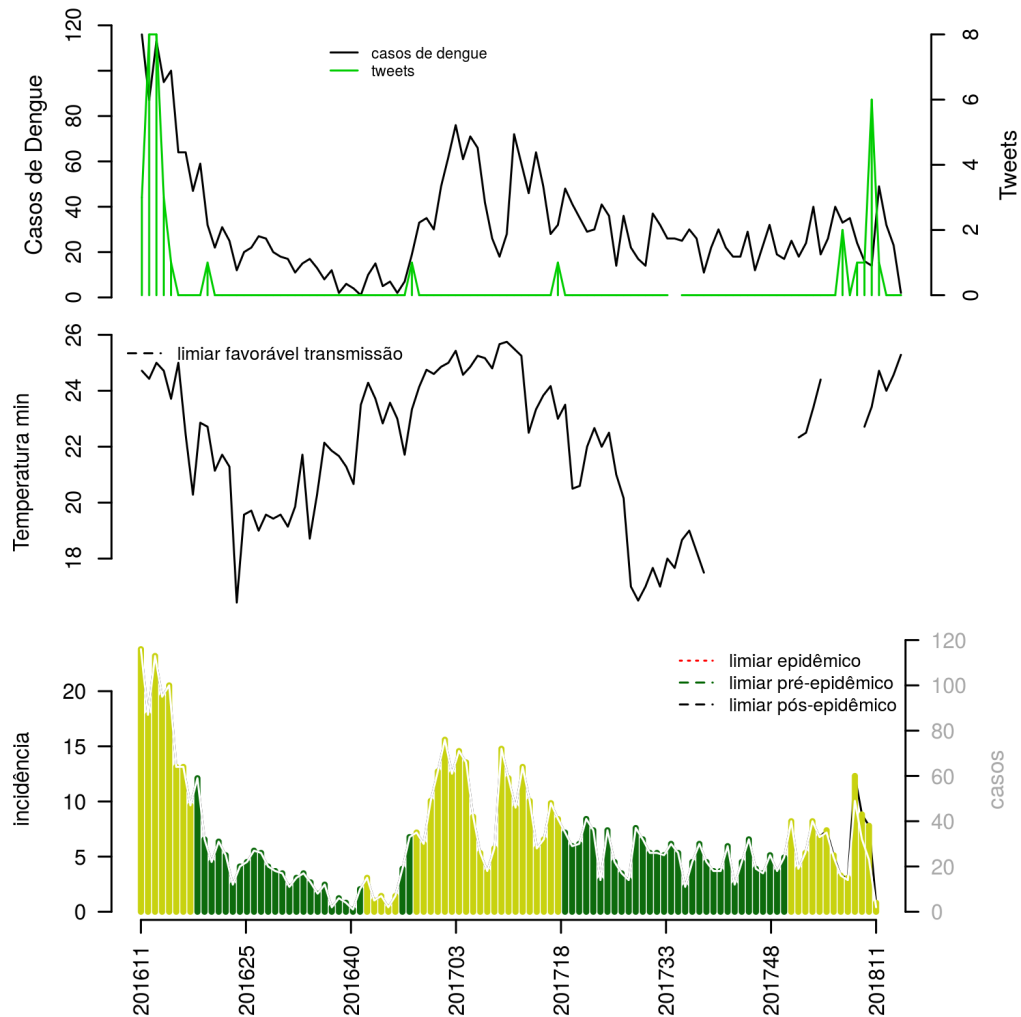 casos de dengue
tweets
Casos de Dengue
0 20 40 60 80 120
Tweets
0 2 4 6 8
limiar favorável transmissão
Temperatura min
18 20 22 24 26
limiar epidêmico
limiar pré-epidêmico
limiar pós-epidêmico
incidência
0 5 10 15 20
casos
0 20 40 60 80 100 120
201611 201625 201640 201703 201718 201733 201748 201811